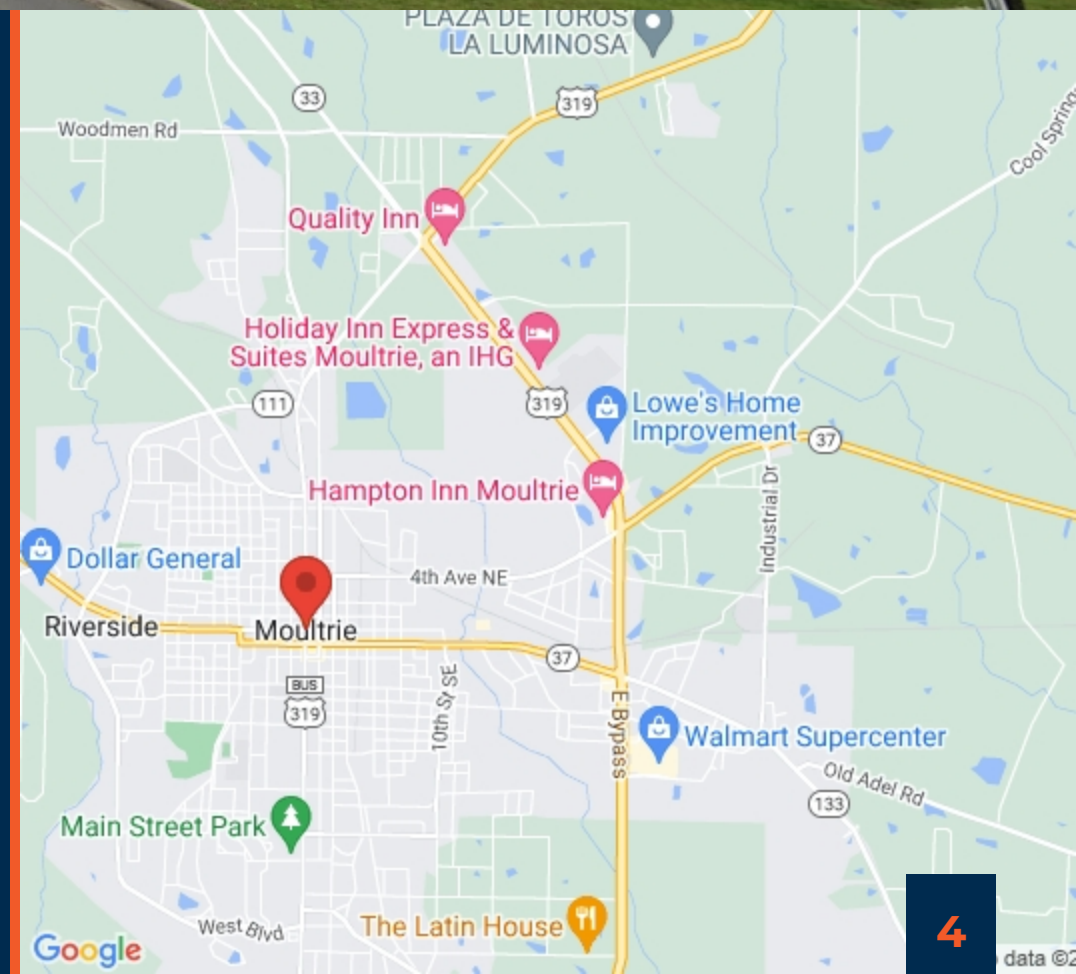 PLAZA DE TOROS
LA LUMINOSA
319
33
Woodmen Rd
Cool Springs
Quality Inn
Holiday Inn Express &
Suites Moultrie, an IHG
319
111
Lowe's Home
Improvement
37
Hampton Inn Moultrie
Industrial Dr
Dollar General
4th Ave NE
Riverside
Moultrie
37
BUS
319
10th St SE
E Bypass
Walmart Supercenter
Old Adel Rd
133
Main Street Park
West Blvd
The Latin House
Google
4
data ©2